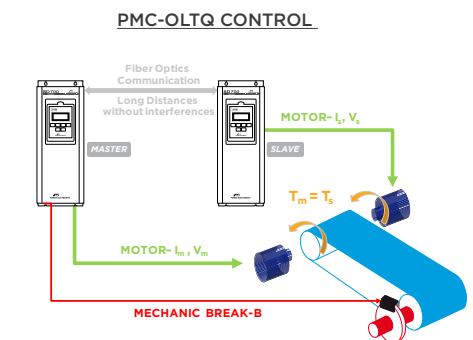 PMC-OLTQ CONTROL
Fiber Optics
Communication
Long Distances
without interferences
MASTER
SLAVE
MOTOR– Is, Vs
Tm = Ts
MOTOR– Im , Vm
MECHANIC BREAK-B